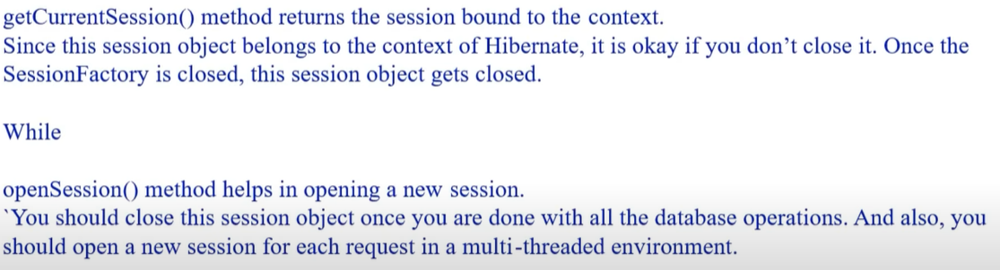 getCurrentSession() method returns the session bound to the context.
Since this session object belongs to the context of Hibernate, it is okay if you don’t close it. Once the
SessionFactory is closed, this session object gets closed.
While
openSession() method helps in opening a new session.
`You should close this session object once you are done with all the database operations. And also, you
should open a new session for each request in a multi-threaded environment.